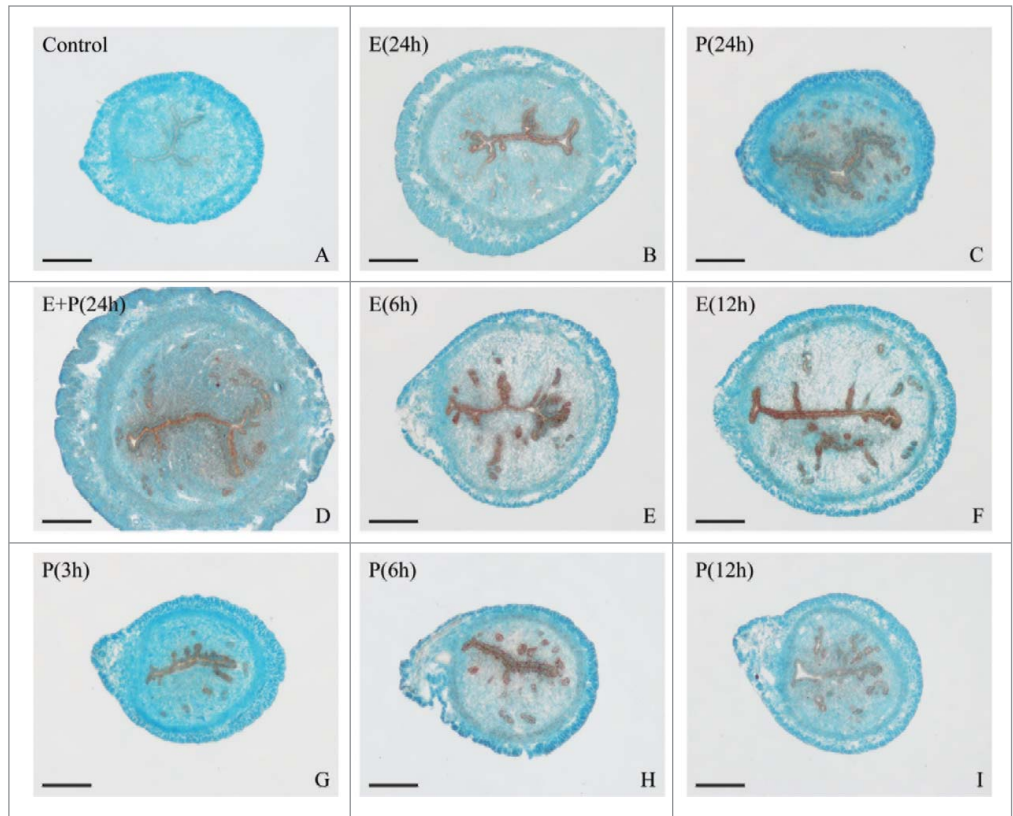 Control
A
E(24h)
B
P(24h)
C
E+P(24h)
D
E(6h)
E
E(12h)
F
P(3h)
G
P(6h)
H
P(12h)
I